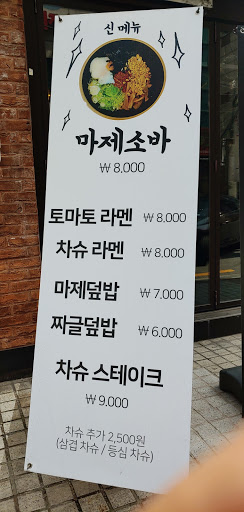 신메뉴
마제소바
₩ 8.000
토마토 라멘 ₩ 8.000
차슈 라멘 ₩ 8.000
마제덮밥 ₩ 7.000
짜글덮밥 ₩ 6.000
차슈 스테이크
₩ 9.000
차슈 추가 2,500원
(삼겹 차슈 / 등심 차슈)